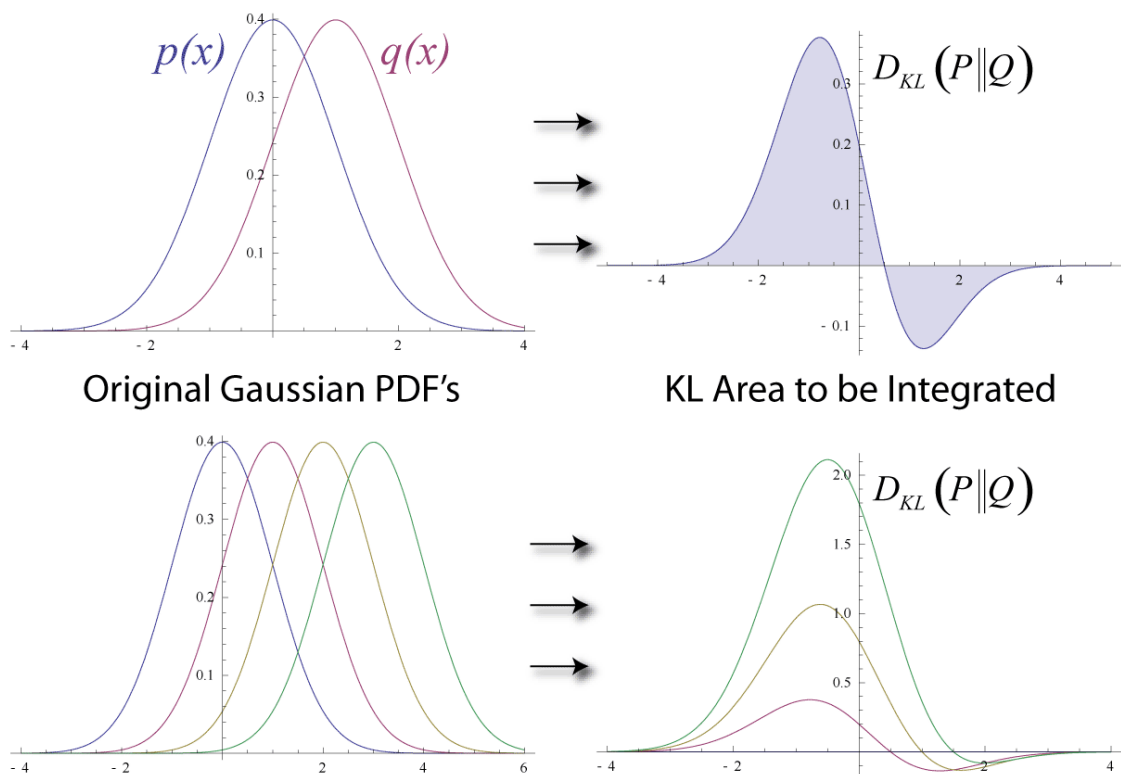 0.4
p(x) q(x)
0.3
0.2
0.1
- 4 - 2 2 4
D_KL (P‖Q)
0.3
0.2
0.1
- 4 - 2 2 4
- 0.1
Original Gaussian PDF's
KL Area to be Integrated
0.4
0.3
0.2
0.1
- 4 - 2 2 4 6
D_KL (P‖Q)
2.0
1.5
1.0
0.5
- 4 - 2 2 4